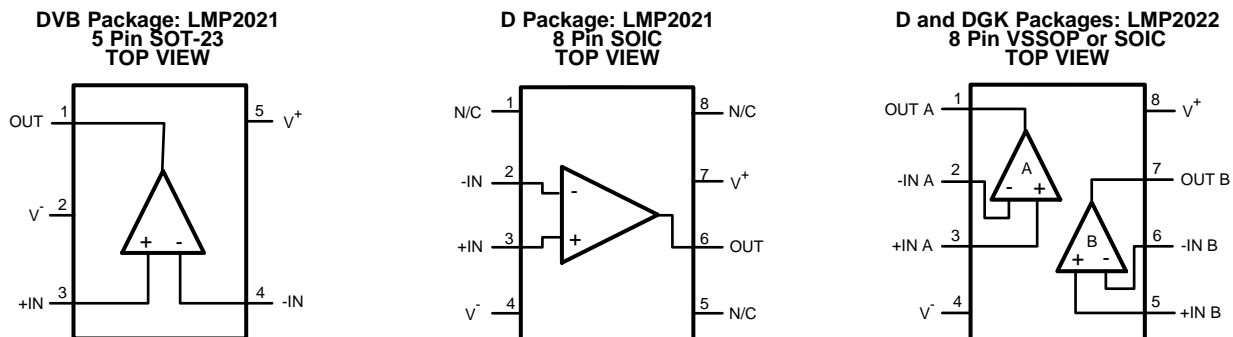 DVB Package: LMP2021
5 Pin SOT-23
TOP VIEW
1
OUT
5
V+
2
V-
+
-
3
+IN
4
-IN
D Package: LMP2021
8 Pin SOIC
TOP VIEW
1
N/C
8
N/C
2
-IN
-
7
V+
3
+IN
+
6
OUT
4
V-
5
N/C
D and DGK Packages: LMP2022
8 Pin VSSOP or SOIC
TOP VIEW
1
OUT A
8
V+
2
-IN A
A
-
+
7
OUT B
3
+IN A
B
+
-
6
-IN B
4
V-
5
+IN B